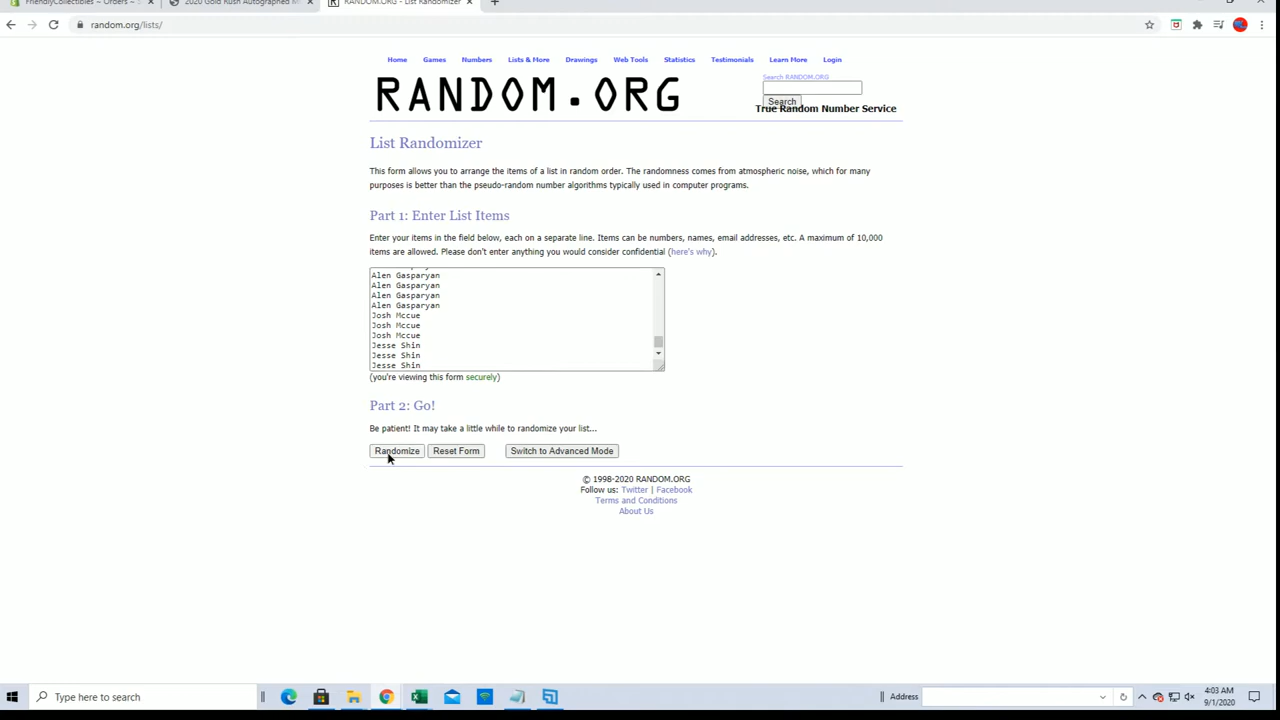 FriendlyCollectibles – Orders –
2020 Gold Rush Autographed M
RANDOM.ORG - List Randomizer
random.org/lists/
Home Games Numbers Lists & More Drawings Web Tools Statistics Testimonials Learn More Login
Search RANDOM.ORG
RANDOM.ORG
Search
True Random Number Service
List Randomizer
This form allows you to arrange the items of a list in random order. The randomness comes from atmospheric noise, which for many
purposes is better than the pseudo-random number algorithms typically used in computer programs.
Part 1: Enter List Items
Enter your items in the field below, each on a separate line. Items can be numbers, names, email addresses, etc. A maximum of 10,000
items are allowed. Please don't enter anything you would consider confidential (here's why).
Alen Gasparyan
Alen Gasparyan
Alen Gasparyan
Alen Gasparyan
Josh Mccue
Josh Mccue
Josh Mccue
Jesse Shin
Jesse Shin
Jesse Shin
(you're viewing this form securely)
Part 2: Go!
Be patient! It may take a little while to randomize your list...
Randomize Reset Form Switch to Advanced Mode
© 1998-2020 RANDOM.ORG
Follow us: Twitter | Facebook
Terms and Conditions
About Us
Type here to search
Address
4:03 AM
9/1/2020